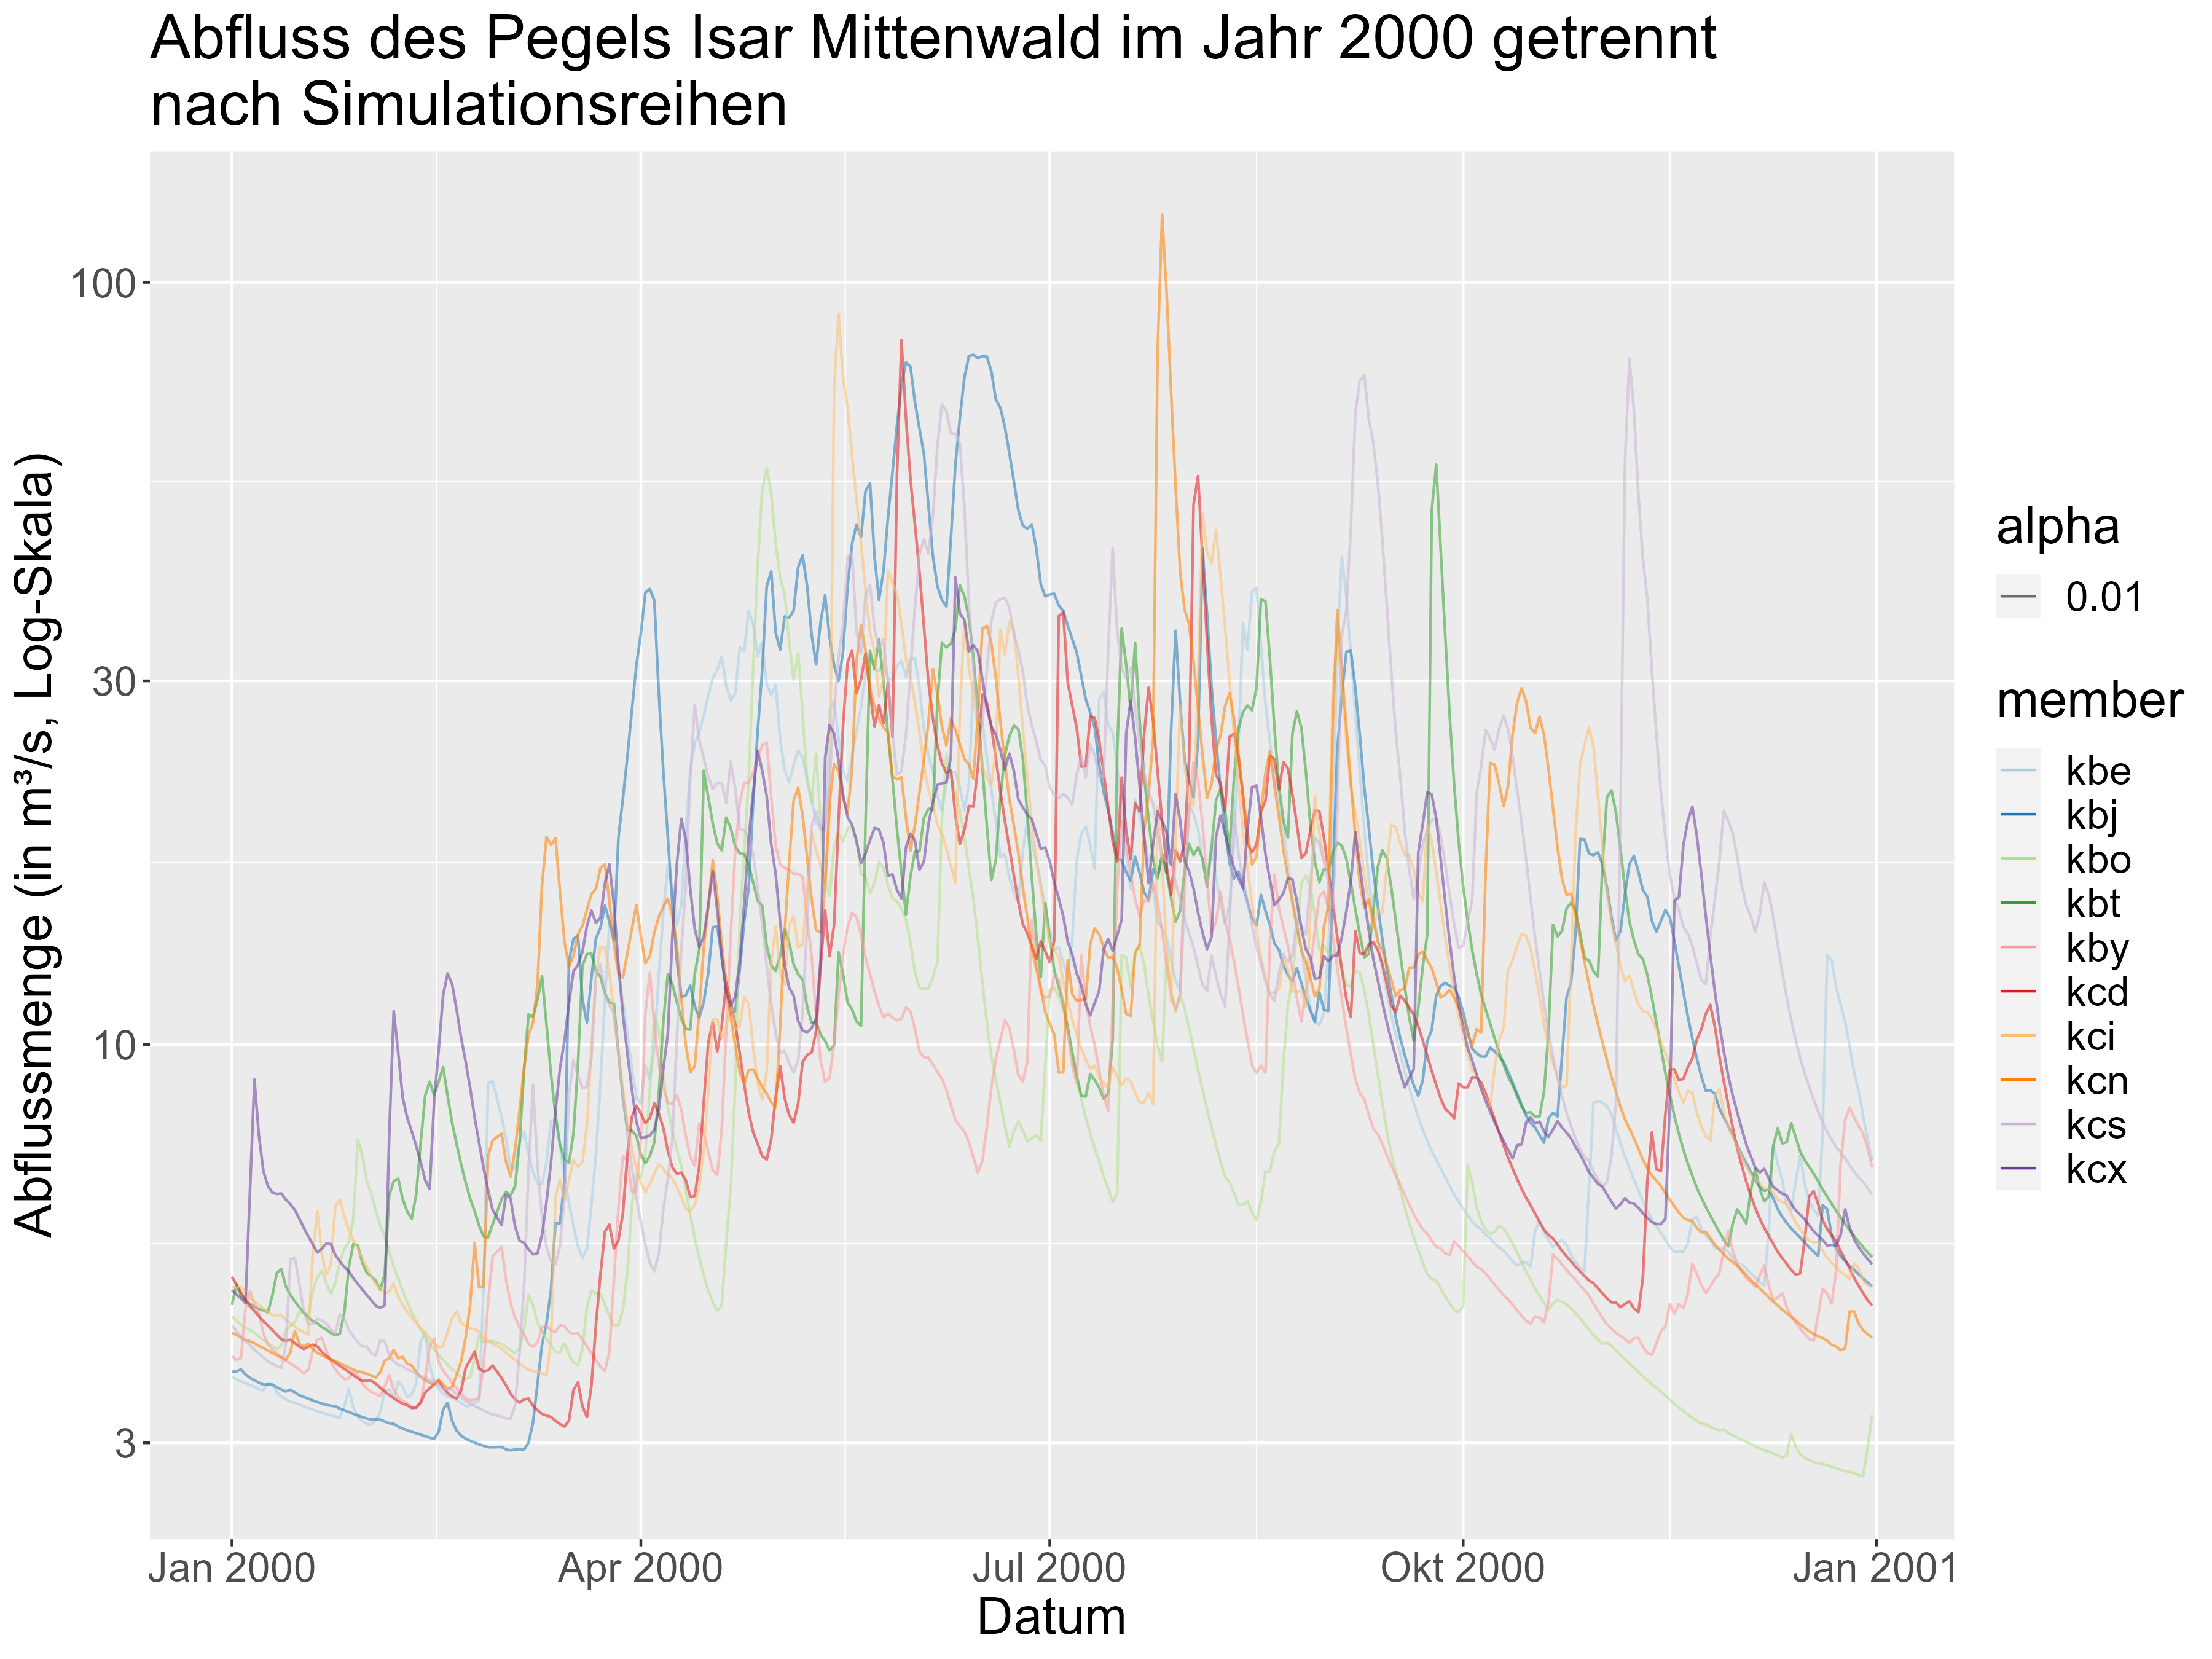 Abfluss des Pegels Isar Mittenwald im Jahr 2000 getrennt
nach Simulationsreihen
Abflussmenge (in m³/s, Log-Skala)
100
30
10
3
Jan 2000
Apr 2000
Jul 2000
Okt 2000
Jan 2001
Datum
alpha
0.01
member
kbe
kbj
kbo
kbt
kby
kcd
kci
kcn
kcs
kcx